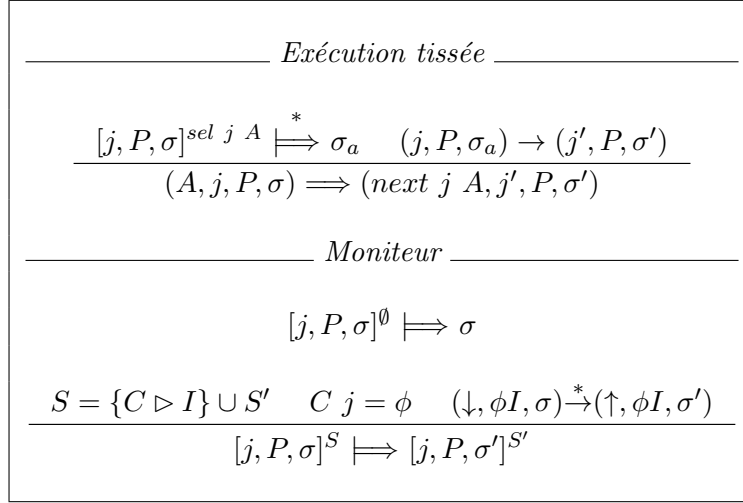 Exécution tissée
[j, P, σ]^{sel j A} |⟹^{*} σ_a     (j, P, σ_a) → (j′, P, σ′)
(A, j, P, σ) ⟹ (next j A, j′, P, σ′)
Moniteur
[j, P, σ]^∅ |⟹ σ
S = {C ▷ I} ∪ S′     C j = ϕ     (↓, ϕI, σ) →^{*} (↑, ϕI, σ′)
[j, P, σ]^S |⟹ [j, P, σ′]^{S′}